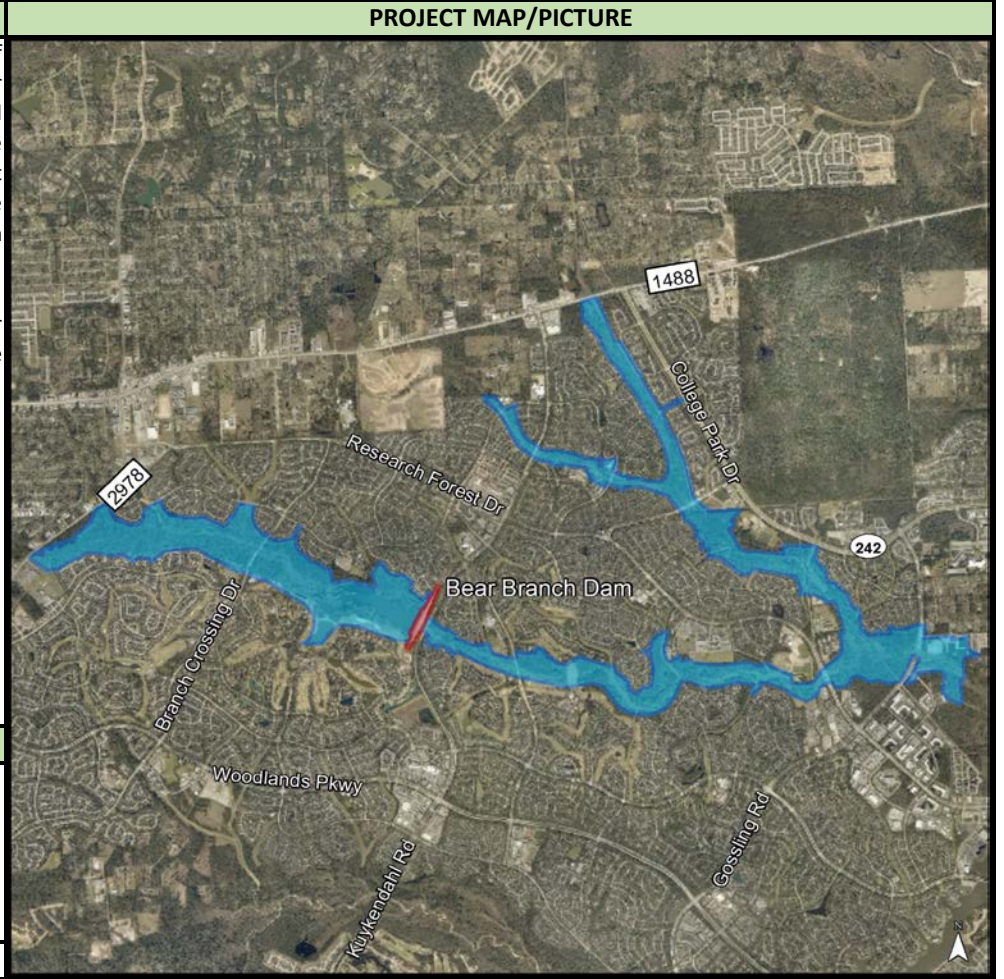 PROJECT MAP/PICTURE
1488
College Park Dr
Research Forest Dr
2978
242
Bear Branch Dam
Branch Crossing Dr
Woodlands Pkwy
Gossling Rd
Kuykendahl Rd
N